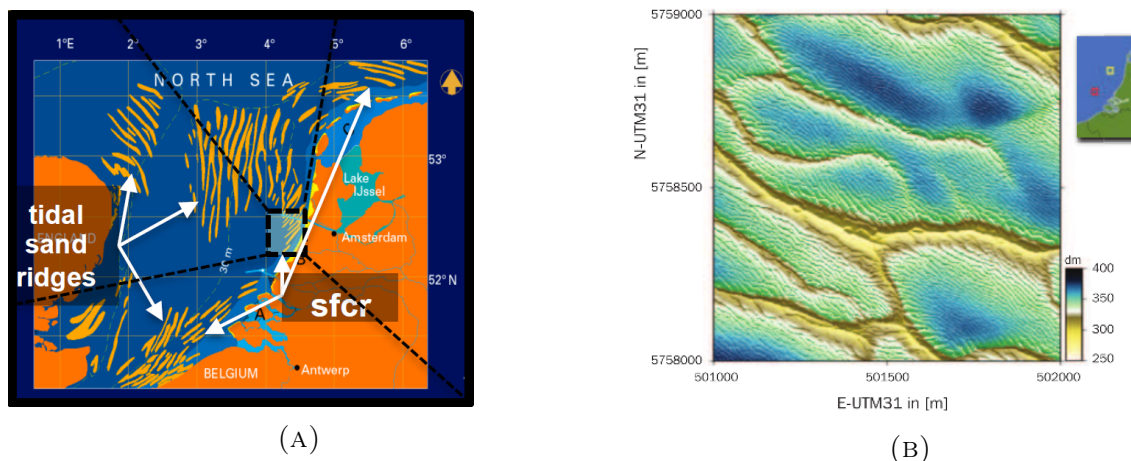 1°E 2° 3° 4° 5° 6°
NORTH SEA
C
53°
Lake
IJssel
tidal
sand
ridges
ENGLAND
Amsterdam
30 m
B
52° N
sfcr
A
BELGIUM
Antwerp
(A)
5759000
N-UTM31 in [m]
5758500
dm
400
350
300
250
5758000
501000 501500 502000
E-UTM31 in [m]
(B)